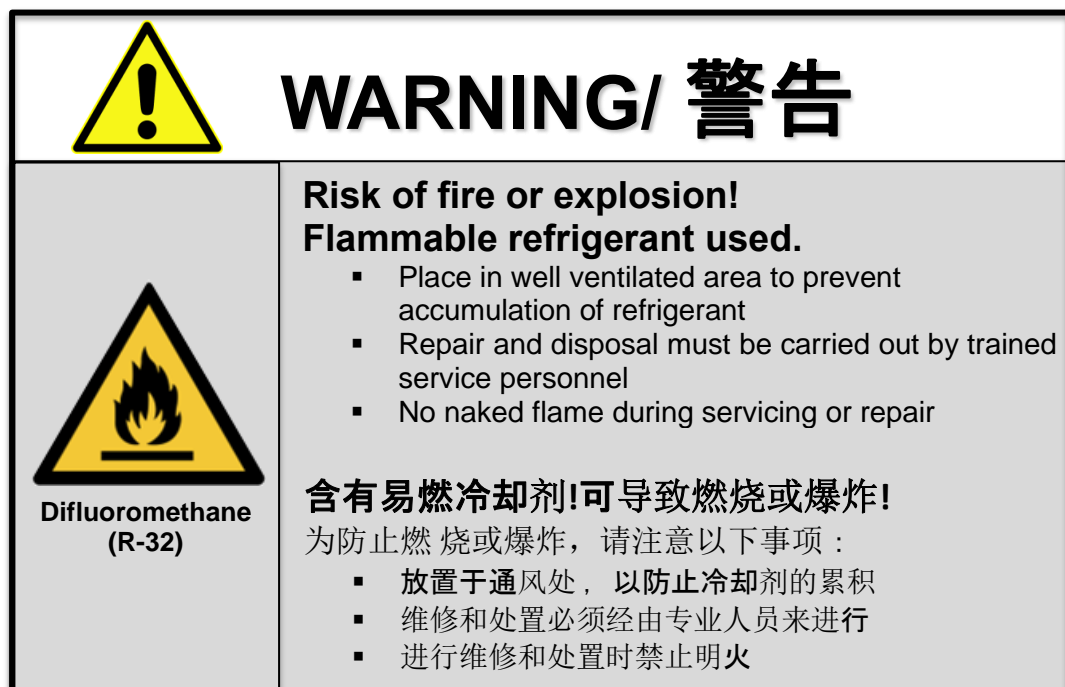 WARNING/ 警告
Difluoromethane
(R-32)
Risk of fire or explosion!
Flammable refrigerant used.
▪ Place in well ventilated area to prevent
accumulation of refrigerant
▪ Repair and disposal must be carried out by trained
service personnel
▪ No naked flame during servicing or repair
含有易燃冷却剂!可导致燃烧或爆炸!
为防止燃 烧或爆炸，请注意以下事项：
▪ 放置于通风处， 以防止冷却剂的累积
▪ 维修和处置必须经由专业人员来进行
▪ 进行维修和处置时禁止明火